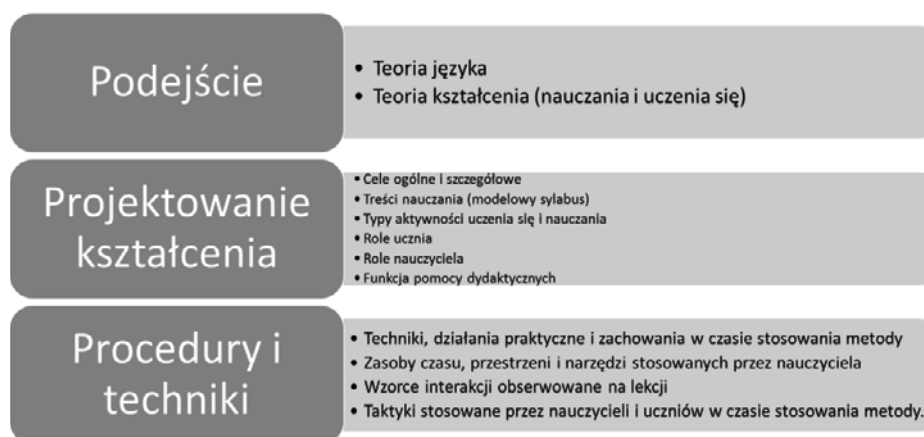 Podejście
• Teoria języka
• Teoria kształcenia (nauczania i uczenia się)
Projektowanie
kształcenia
• Cele ogólne i szczegółowe
• Treści nauczania (modelowy sylabus)
• Typy aktywności uczenia się i nauczania
• Role ucznia
• Role nauczyciela
• Funkcja pomocy dydaktycznych
Procedury i
techniki
• Techniki, działania praktyczne i zachowania w czasie stosowania metody
• Zasoby czasu, przestrzeni i narzędzi stosowanych przez nauczyciela
• Wzorce interakcji obserwowane na lekcji
• Taktyki stosowane przez nauczycieli i uczniów w czasie stosowania metody.